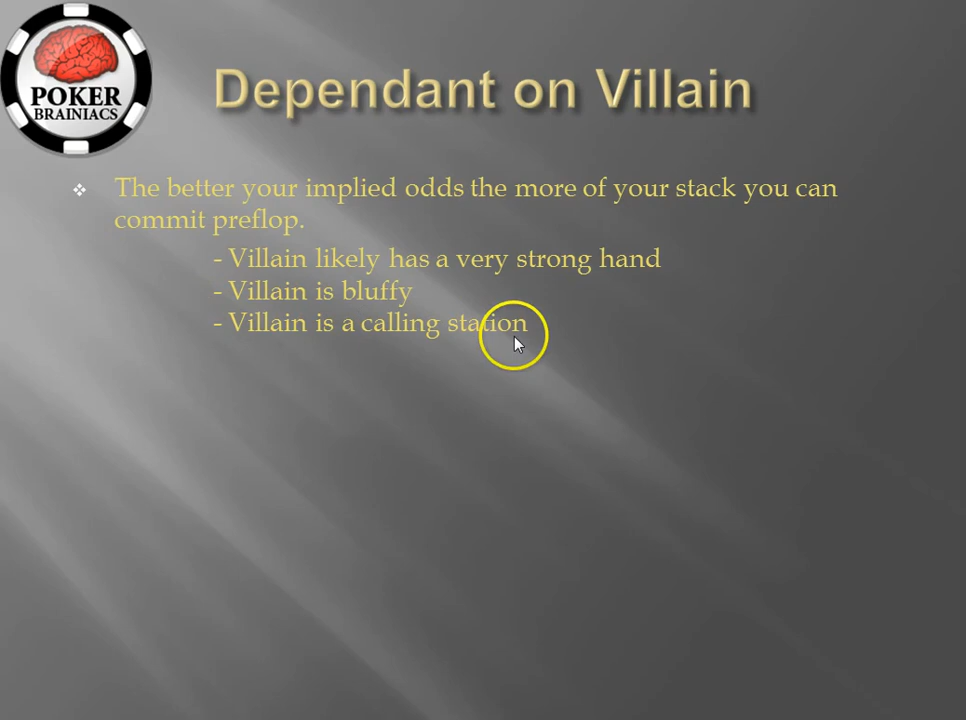 POKER
BRAINIACS
Dependant on Villain
The better your implied odds the more of your stack you can
commit preflop.
- Villain likely has a very strong hand
- Villain is bluffy
- Villain is a calling station